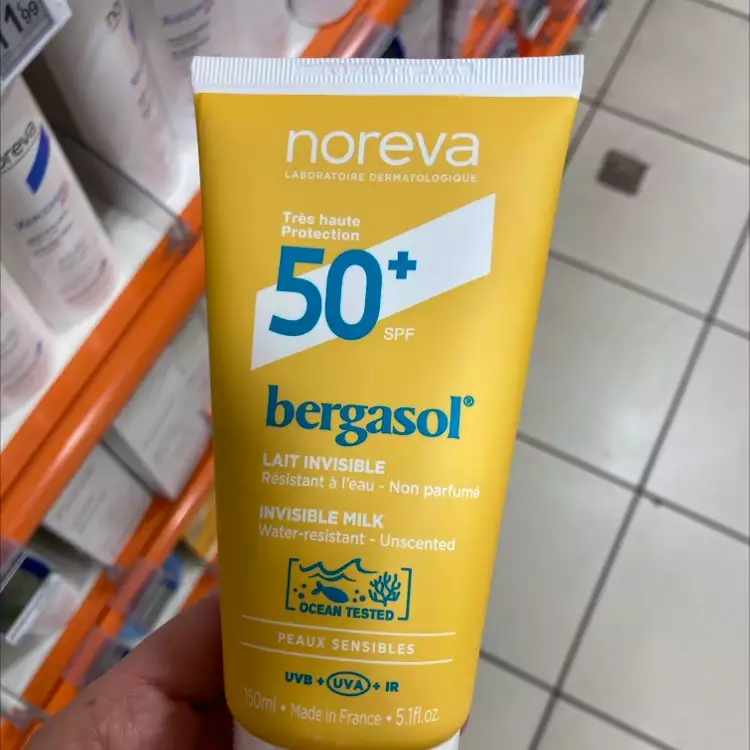 noreva
LABORATOIRE DERMATOLOGIQUE
Très haute
Protection
50+
SPF
bergasol®
LAIT INVISIBLE
Résistant à l'eau - Non parfumé
INVISIBLE MILK
Water-resistant - Unscented
OCEAN TESTED
PEAUX SENSIBLES
UVB + UVA + IR
150ml • Made in France • 5.1fl.oz.